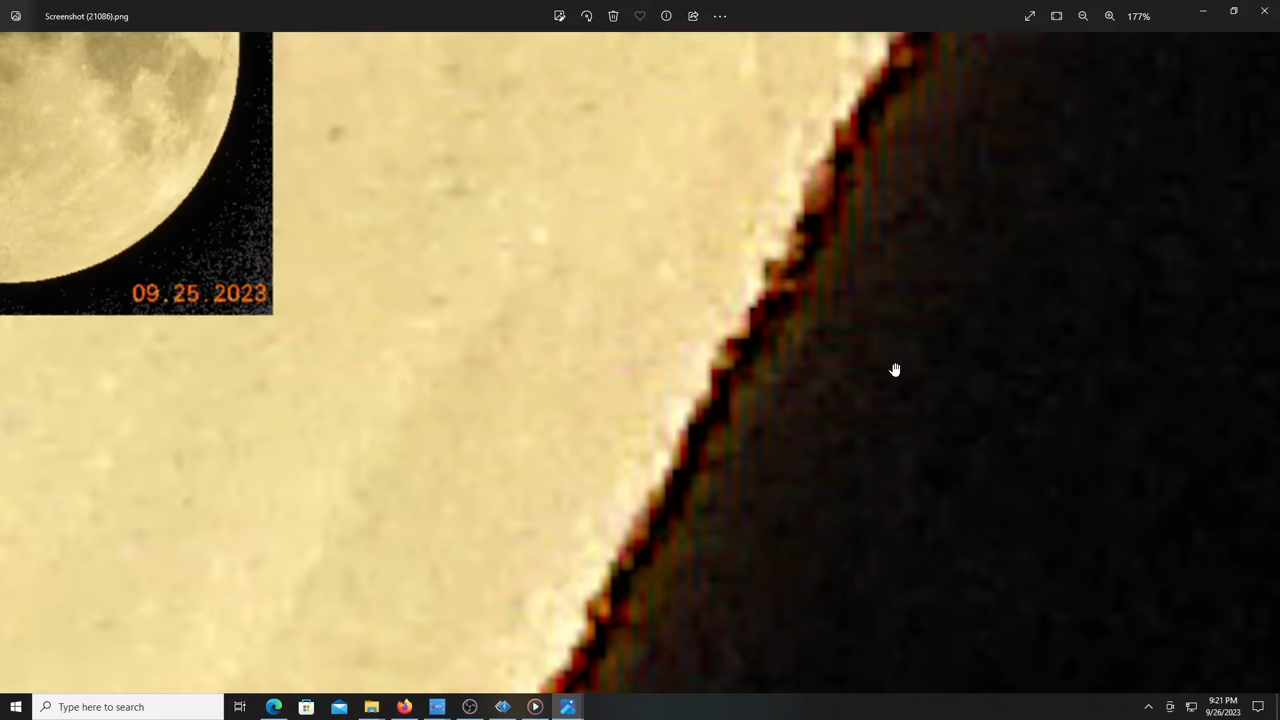 Screenshot (21086).png
177%
09.25.2023
Type here to search
9:21 PM
9/26/2023